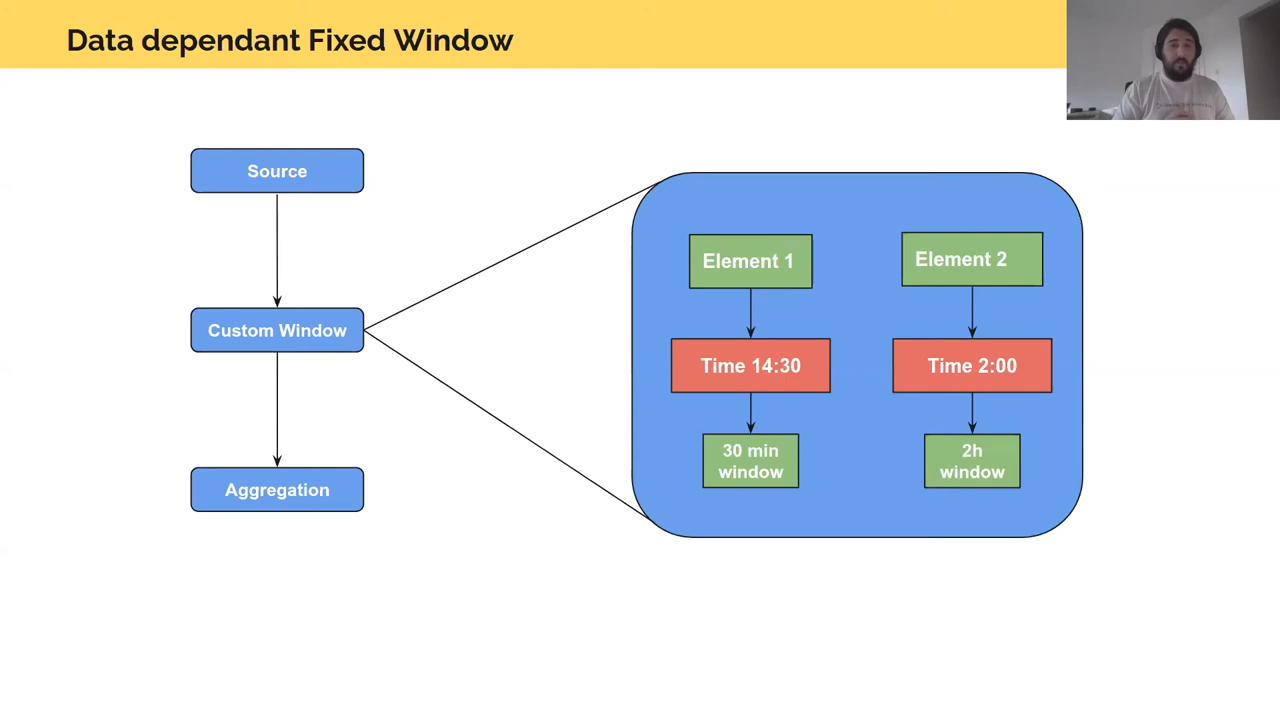 Data dependant Fixed Window
Source
Custom Window
Aggregation
Element 1
Element 2
Time 14:30
Time 2:00
30 min
window
2h
window